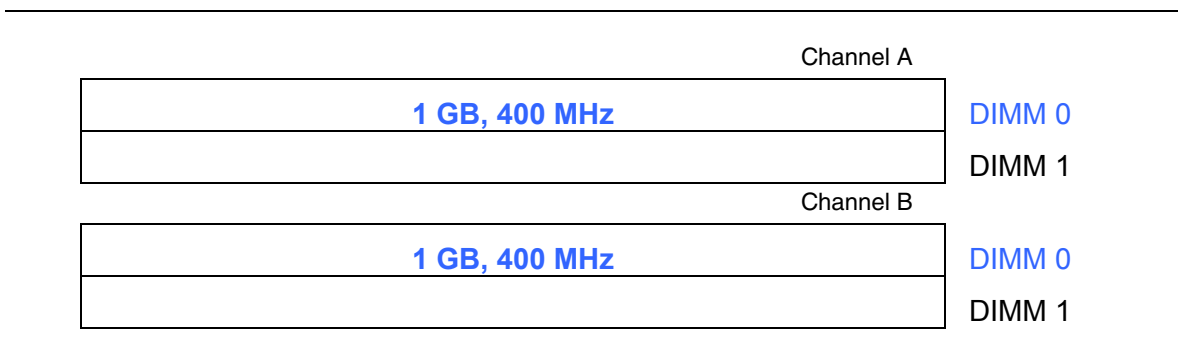 Channel A
1 GB, 400 MHz DIMM 0
DIMM 1
Channel B
1 GB, 400 MHz DIMM 0
DIMM 1